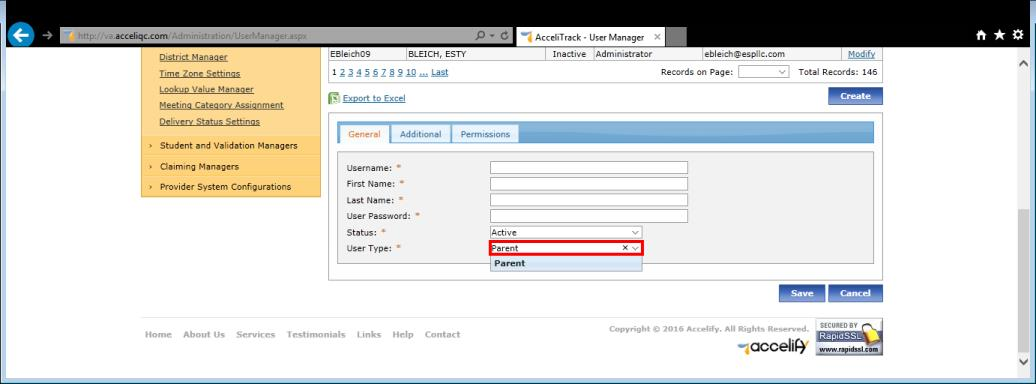 http://va.acceliqc.com/Administration/UserManager.aspx
AcceliTrack - User Manager
District Manager
Time Zone Settings
Lookup Value Manager
Meeting Category Assignment
Delivery Status Settings
› Student and Validation Managers
› Claiming Managers
› Provider System Configurations
EBleich09 BLEICH, ESTY Inactive Administrator ebleich@espllc.com Modify
1 2 3 4 5 6 7 8 9 10 ... Last Records on Page: Total Records: 146
Export to Excel Create
General Additional Permissions
Username: *
First Name: *
Last Name: *
User Password: *
Status: * Active
User Type: * Parent
Parent
Save Cancel
Home About Us Services Testimonials Links Help Contact
Copyright © 2016 Accelify. All Rights Reserved.
accelify
SECURED BY
RapidSSL
www.rapidssl.com